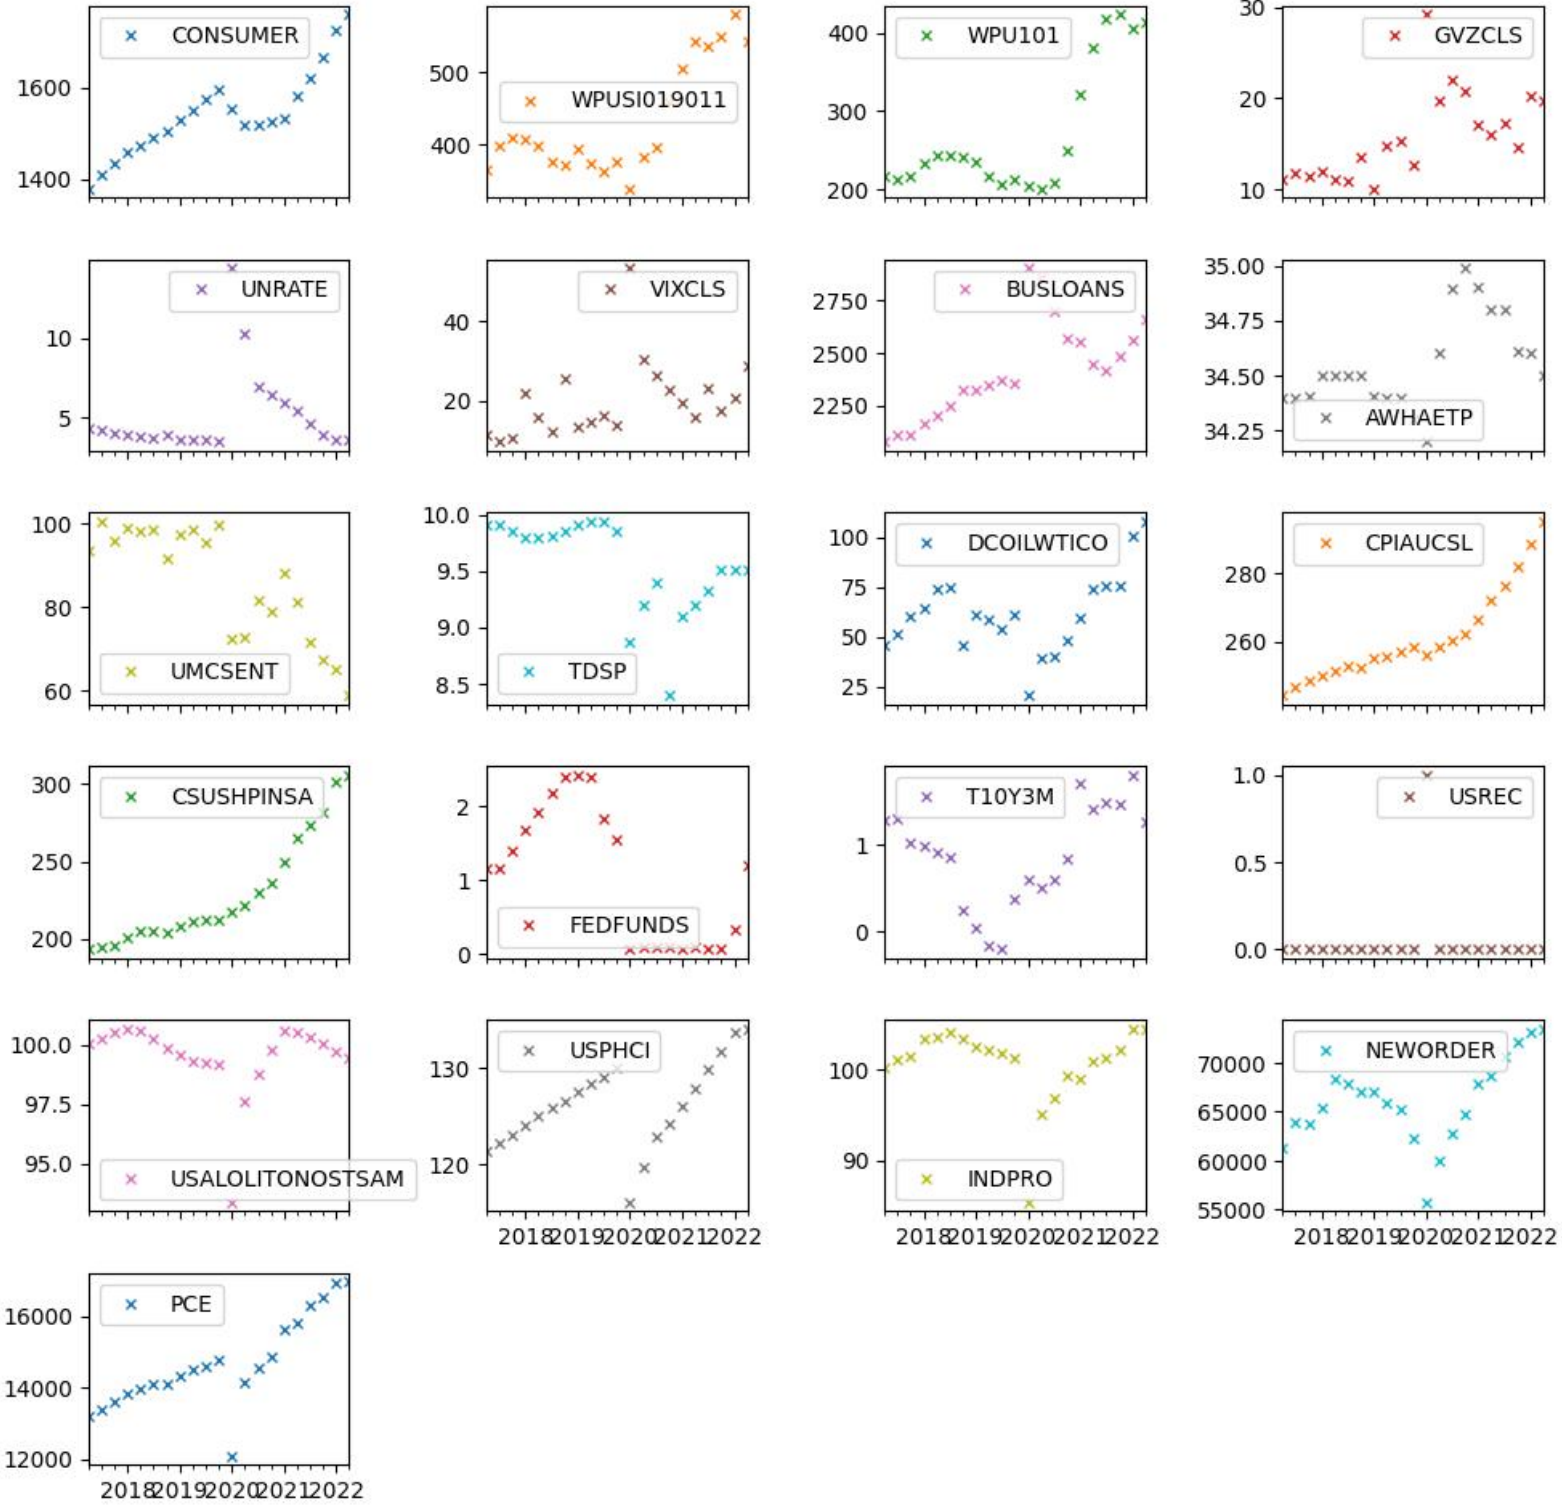 CONSUMER
1600
1400
WPUSI019011
500
400
WPU101
400
300
200
GVZCLS
30
20
10
UNRATE
10
5
VIXCLS
40
20
BUSLOANS
2750
2500
2250
AWHAETP
35.00
34.75
34.50
34.25
UMCSENT
100
80
60
TDSP
10.0
9.5
9.0
8.5
DCOILWTICO
100
75
50
25
CPIAUCSL
280
260
CSUSHPINSA
300
250
200
FEDFUNDS
2
1
0
T10Y3M
1
0
USREC
1.0
0.5
0.0
USALOLITONOSTSAM
100.0
97.5
95.0
USPHCI
130
120
2018 2019 2020 2021 2022
INDPRO
100
90
2018 2019 2020 2021 2022
NEWORDER
70000
65000
60000
55000
2018 2019 2020 2021 2022
PCE
16000
14000
12000
2018 2019 2020 2021 2022